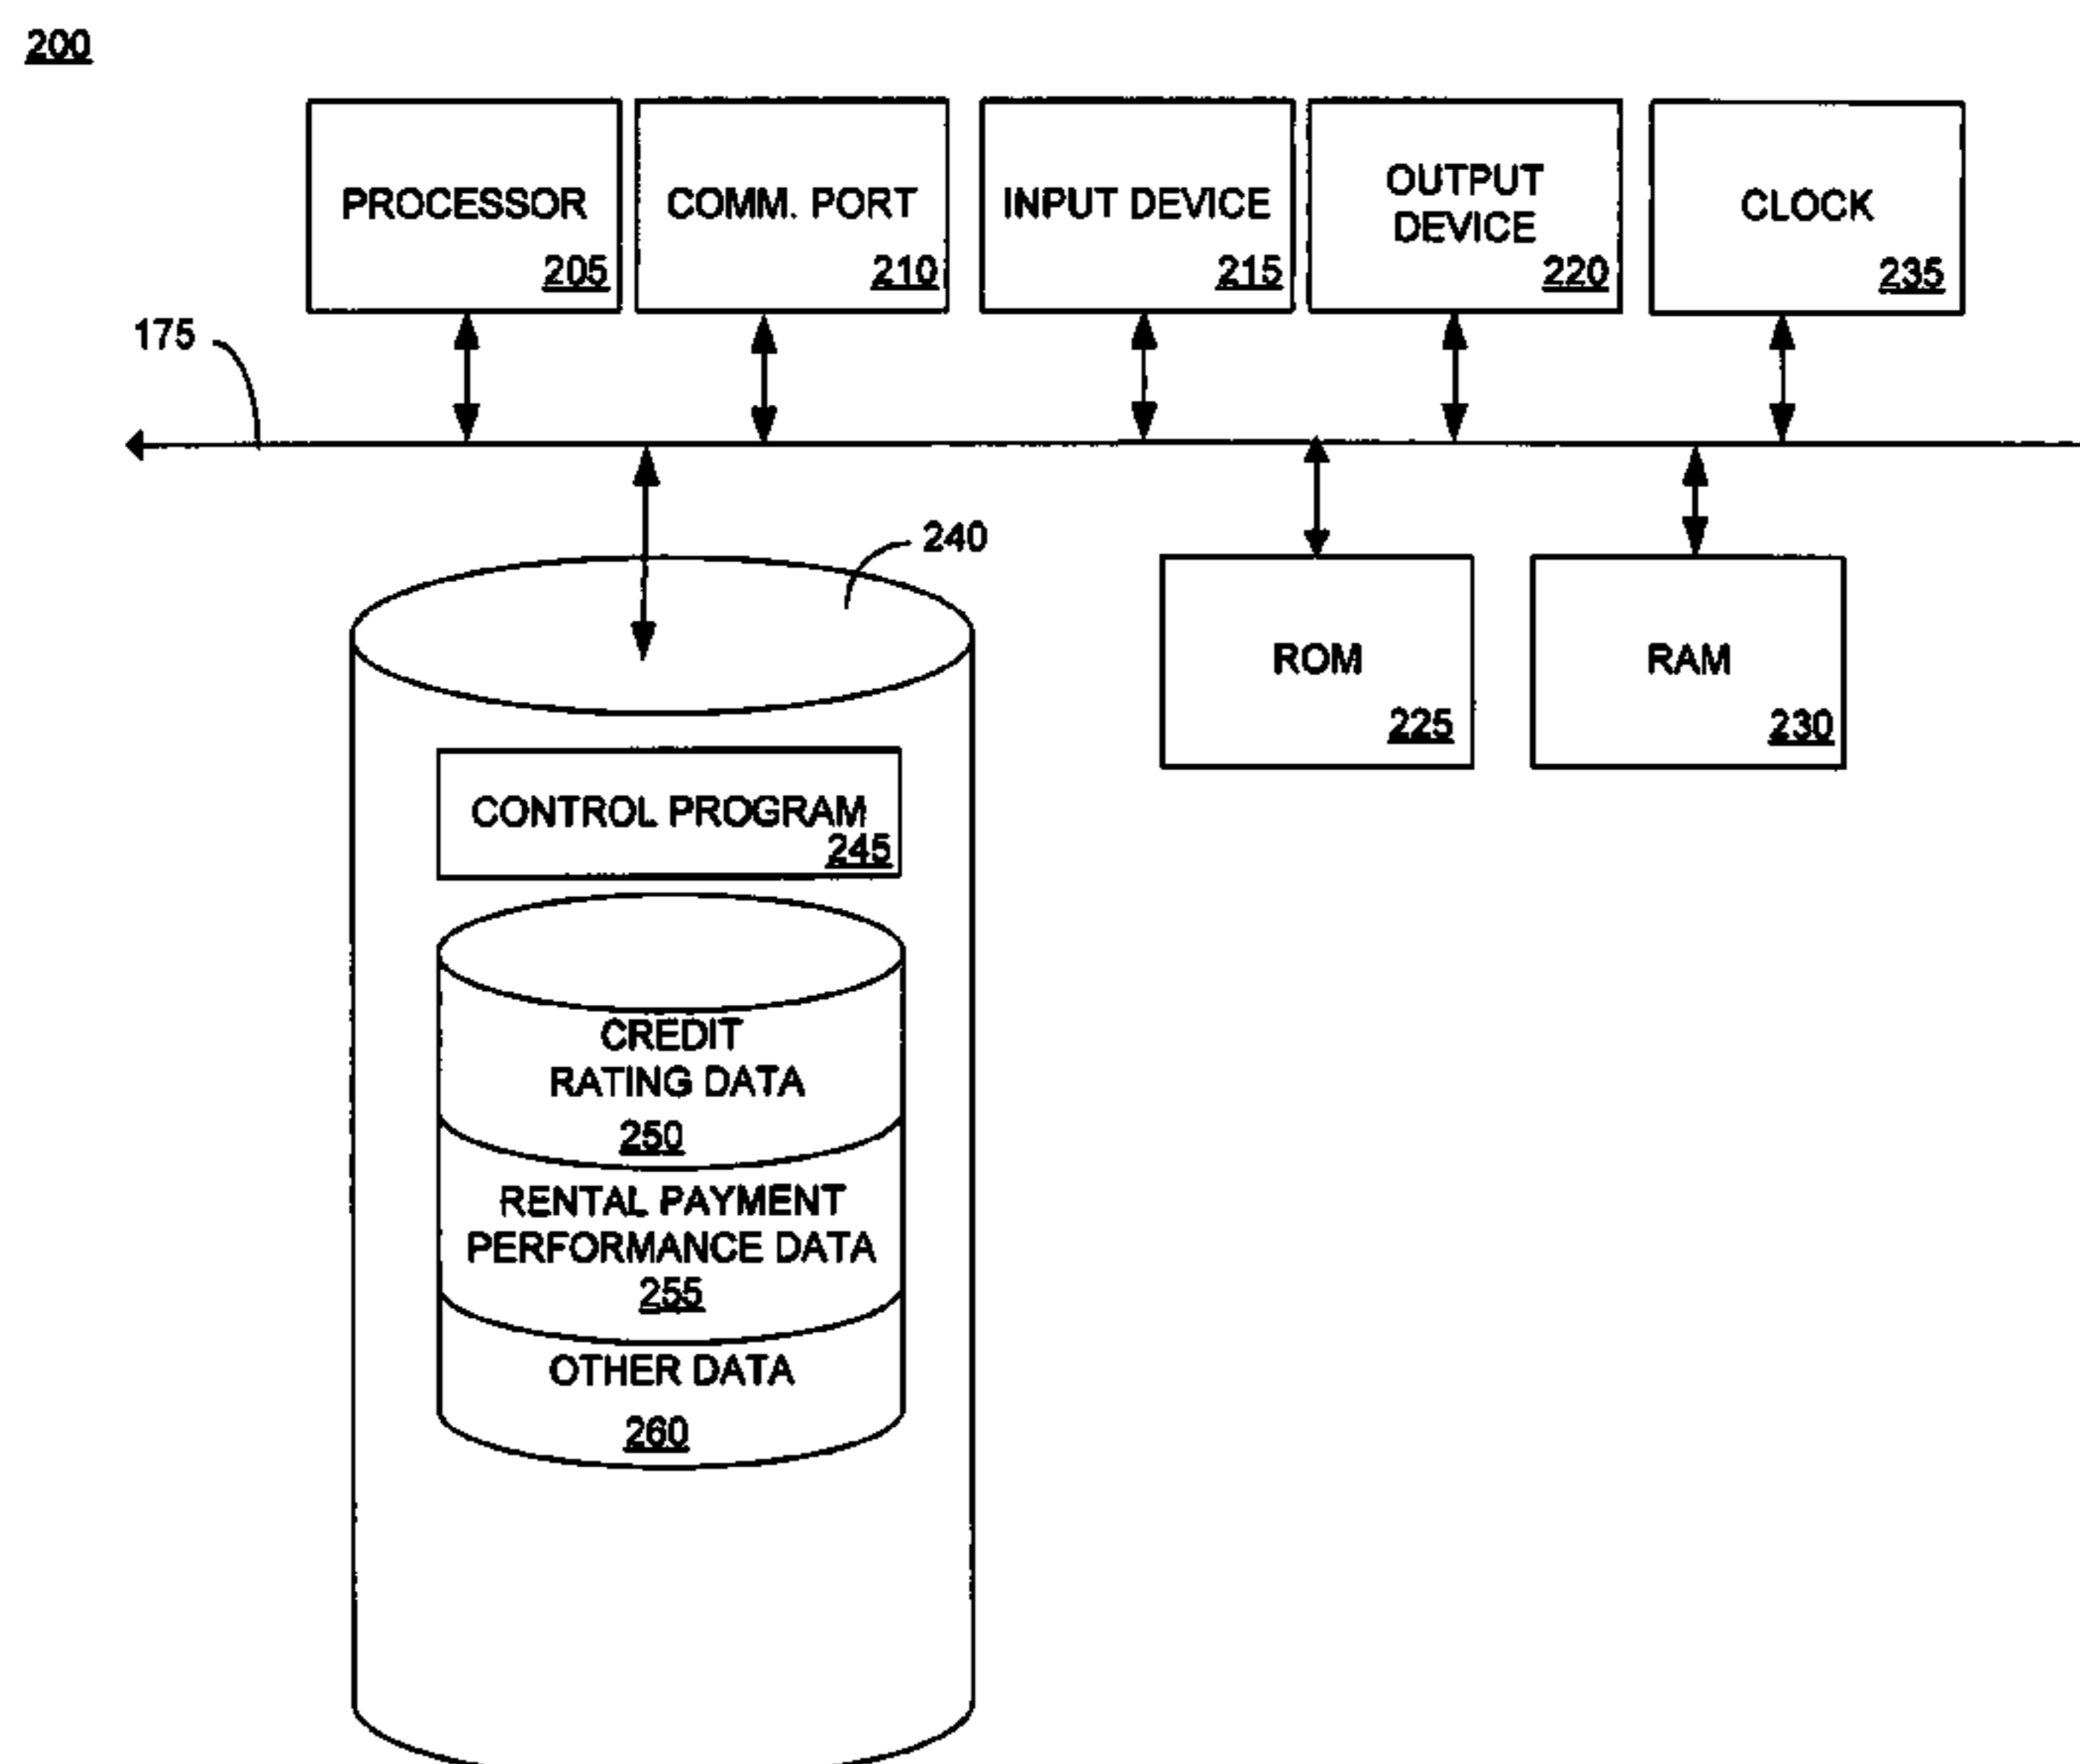 200
PROCESSOR
205
COMM. PORT
210
INPUT DEVICE
215
OUTPUT
DEVICE
220
CLOCK
235
175
240
ROM
225
RAM
230
CONTROL PROGRAM
245
CREDIT
RATING DATA
250
RENTAL PAYMENT
PERFORMANCE DATA
255
OTHER DATA
260